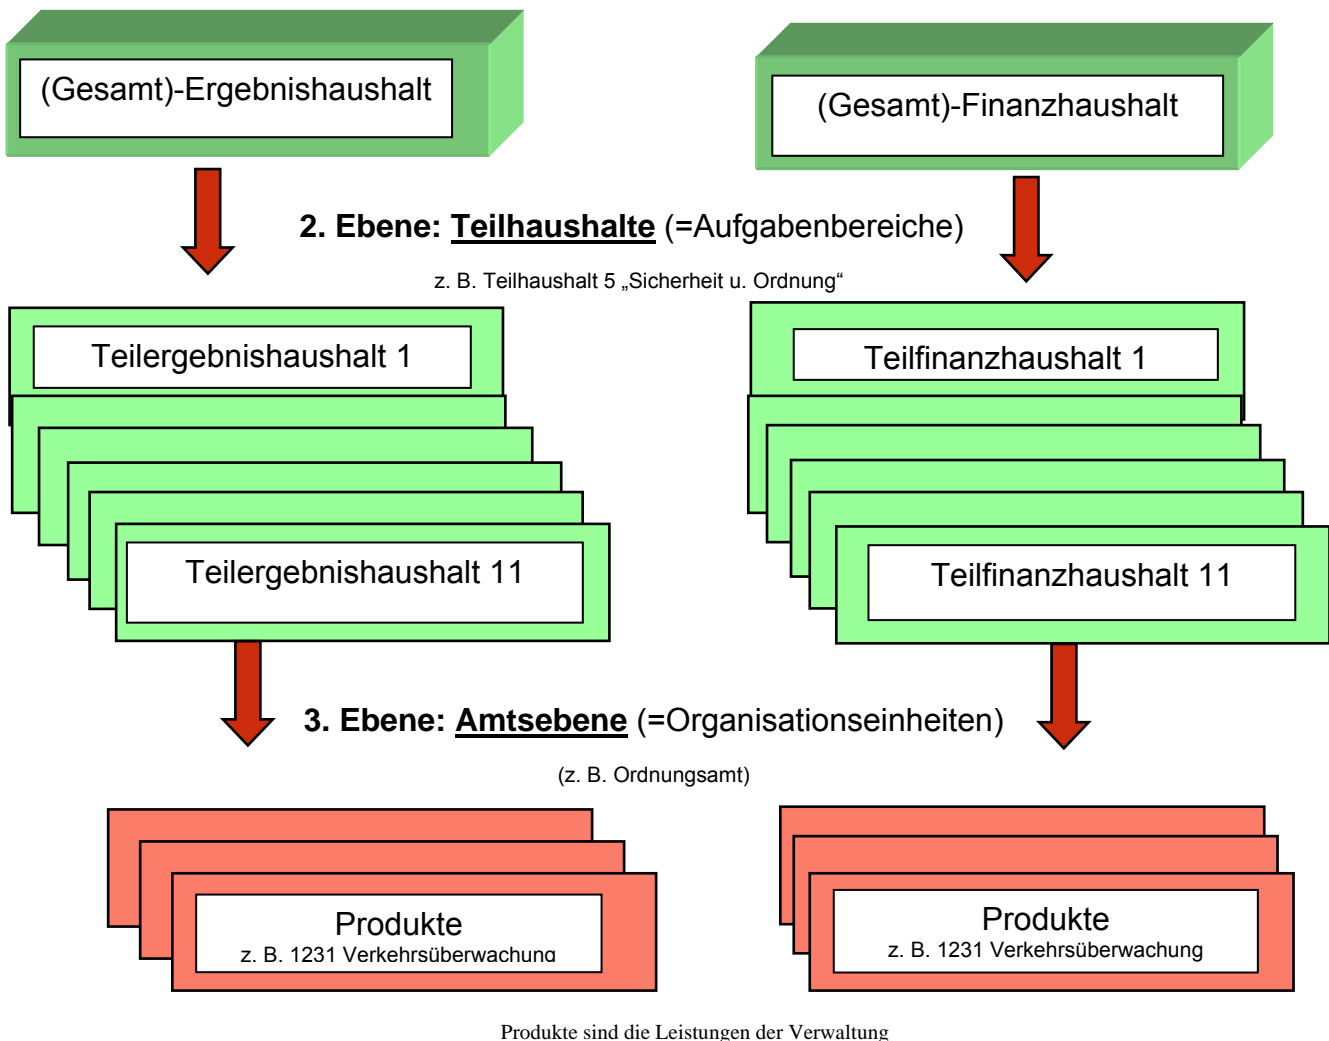 (Gesamt)-Ergebnishaushalt
(Gesamt)-Finanzhaushalt
2. Ebene: Teilhaushalte (=Aufgabenbereiche)
z. B. Teilhaushalt 5 „Sicherheit u. Ordnung“
Teilergebnishaushalt 1
Teilfinanzhaushalt 1
Teilergebnishaushalt 11
Teilfinanzhaushalt 11
3. Ebene: Amtsebene (=Organisationseinheiten)
(z. B. Ordnungsamt)
Produkte
z. B. 1231 Verkehrsüberwachung
Produkte
z. B. 1231 Verkehrsüberwachung
Produkte sind die Leistungen der Verwaltung